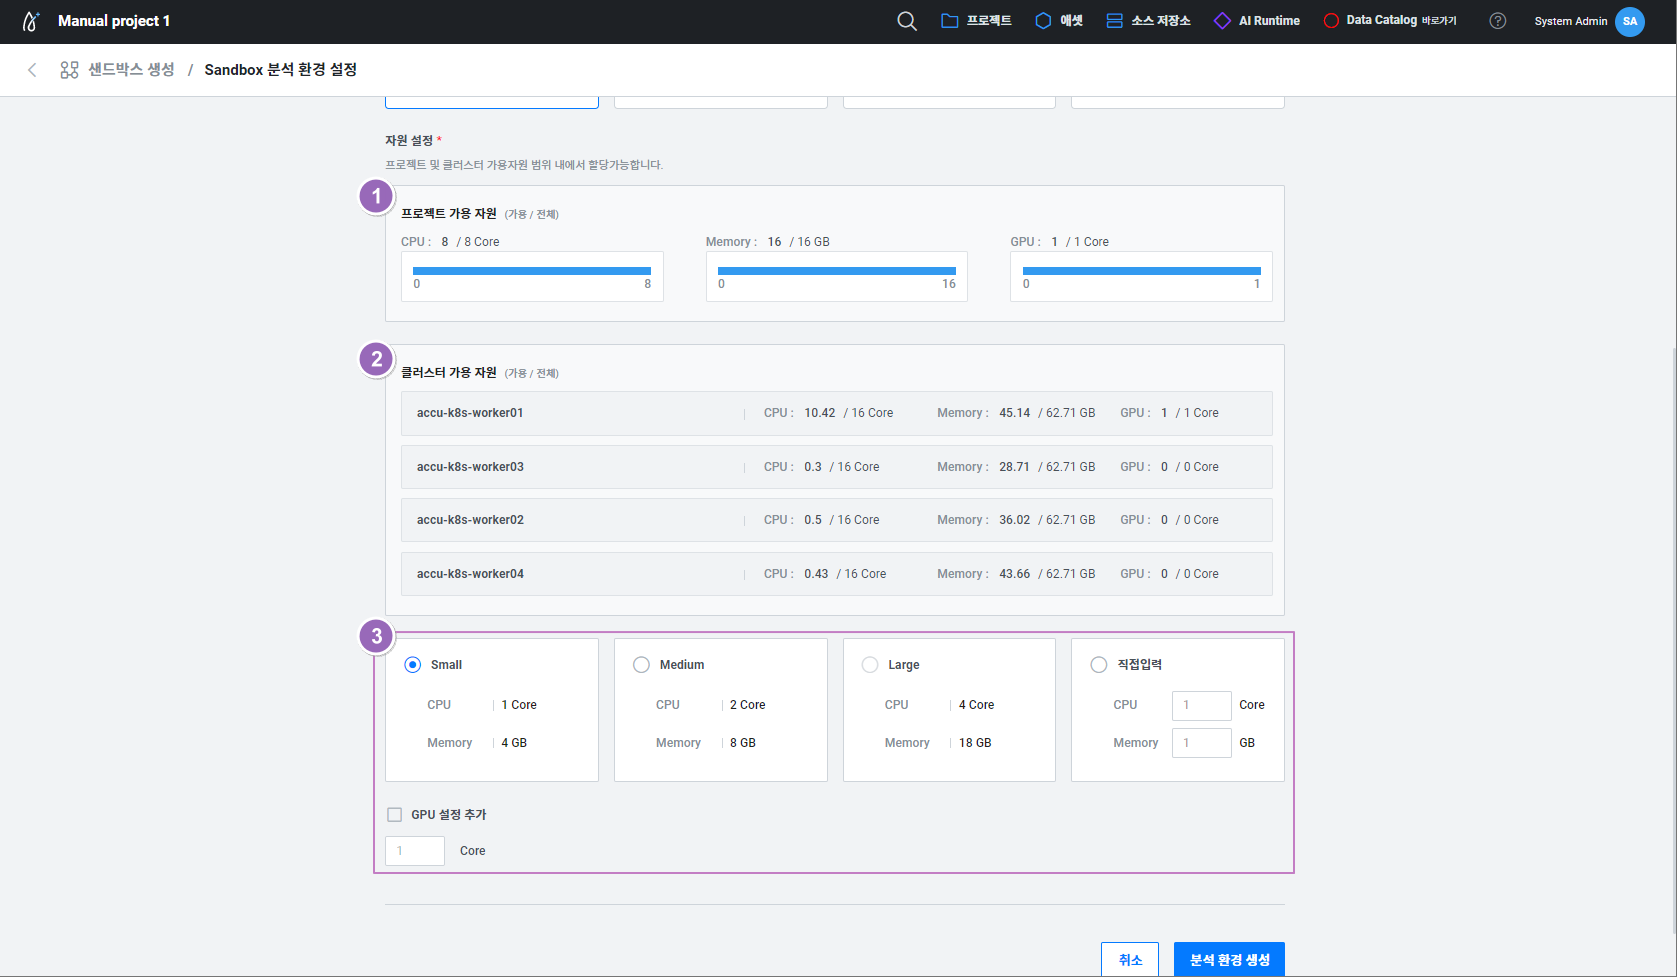 Manual project 1
프로젝트
애셋
소스 저장소
AI Runtime
Data Catalog 바로가기
?
System Admin
SA
샌드박스 생성 / Sandbox 분석 환경 설정
자원 설정 *
프로젝트 및 클러스터 가용자원 범위 내에서 할당가능합니다.
1
프로젝트 가용 자원 (가용 / 전체)
CPU : 8 / 8 Core
Memory : 16 / 16 GB
GPU : 1 / 1 Core
0 8
0 16
0 1
2
클러스터 가용 자원 (가용 / 전체)
accu-k8s-worker01 | CPU : 10.42 / 16 Core Memory : 45.14 / 62.71 GB GPU : 1 / 1 Core
accu-k8s-worker03 | CPU : 0.3 / 16 Core Memory : 28.71 / 62.71 GB GPU : 0 / 0 Core
accu-k8s-worker02 | CPU : 0.5 / 16 Core Memory : 36.02 / 62.71 GB GPU : 0 / 0 Core
accu-k8s-worker04 | CPU : 0.43 / 16 Core Memory : 43.66 / 62.71 GB GPU : 0 / 0 Core
3
Small
CPU | 1 Core
Memory | 4 GB
Medium
CPU | 2 Core
Memory | 8 GB
Large
CPU | 4 Core
Memory | 18 GB
직접입력
CPU 1 Core
Memory 1 GB
GPU 설정 추가
1 Core
취소
분석 환경 생성